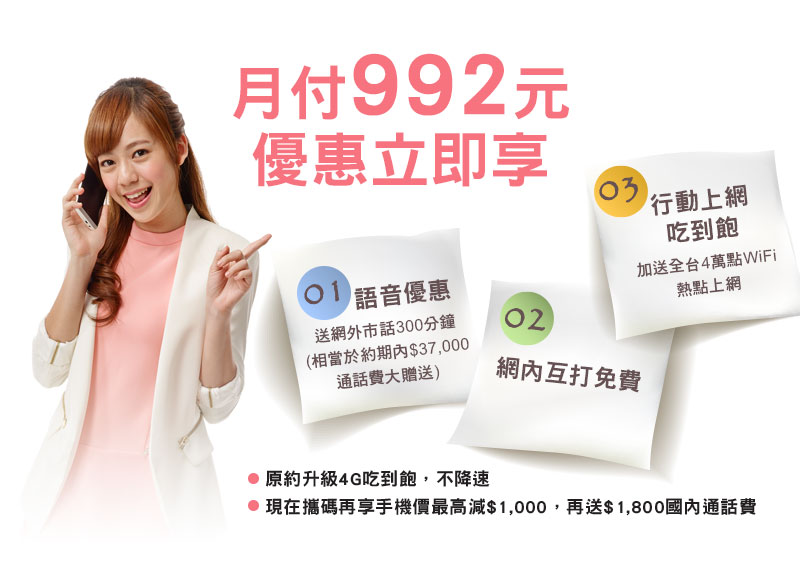 月付992元
優惠立即享
01 語音優惠
送網外市話300分鐘
(相當於約期內$37,000
通話費大贈送)
02
網內互打免費
03 行動上網
吃到飽
加送全台4萬點WiFi
熱點上網
原約升級4G吃到飽，不降速
現在攜碼再享手機價最高減$1,000，再送$1,800國內通話費